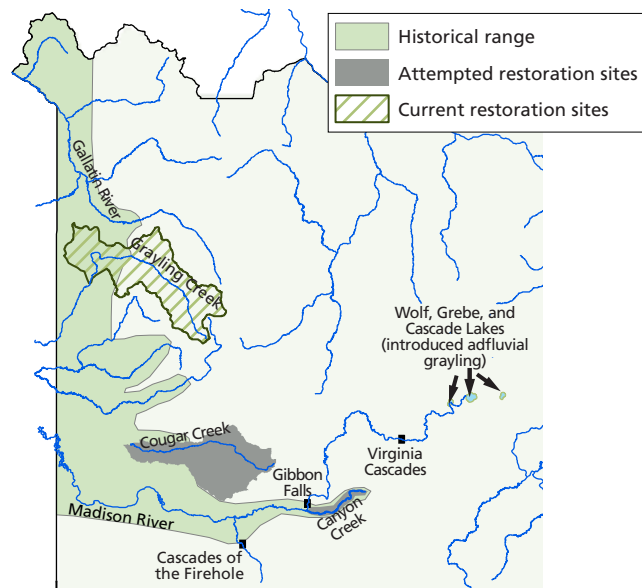 Historical range
Attempted restoration sites
Current restoration sites
Gallatin River
Grayling Creek
Wolf, Grebe, and
Cascade Lakes
(introduced adfluvial
grayling)
Cougar Creek
Virginia
Cascades
Gibbon
Falls
Canyon
Creek
Madison River
Cascades of
the Firehole